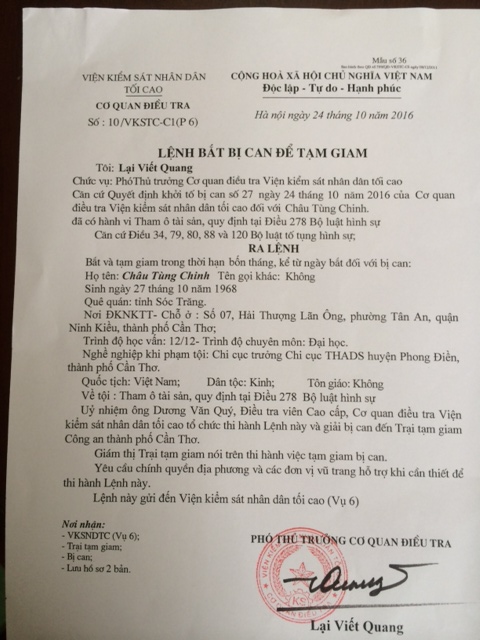 Mẫu số 36
VIỆN KIỂM SÁT NHÂN DÂN
TỐI CAO
CƠ QUAN ĐIỀU TRA
Số : 10/VKSTC-C1(P 6)
CỘNG HOÀ XÃ HỘI CHỦ NGHĨA VIỆT NAM
Độc lập - Tự do - Hạnh phúc
Hà nội ngày 24 tháng 10 năm 2016
LỆNH BẮT BỊ CAN ĐỂ TẠM GIAM
Tôi: Lại Viết Quang
Chức vụ: PhóThủ trưởng Cơ quan điều tra Viện kiểm sát nhân dân tối cao
Căn cứ Quyết định khởi tố bị can số 27 ngày 24 tháng 10 năm 2016 của Cơ quan
điều tra Viện kiểm sát nhân dân tối cao đối với Châu Tùng Chinh.
đã có hành vi Tham ô tài sản, quy định tại Điều 278 Bộ luật hình sự
Căn cứ Điều 34, 79, 80, 88 và 120 Bộ luật tố tụng hình sự;
RA LỆNH
Bắt và tạm giam trong thời hạn bốn tháng, kể từ ngày bắt đối với bị can:
Họ tên: Châu Tùng Chinh Tên gọi khác: Không
Sinh ngày 27 tháng 10 năm 1968
Quê quán: tỉnh Sóc Trăng.
Nơi ĐKNKTT- Chỗ ở : Số 07, Hải Thượng Lãn Ông, phường Tân An, quận
Ninh Kiều, thành phố Cần Thơ;
Trình độ học vấn: 12/12- Trình độ chuyên môn: Đại học.
Nghề nghiệp khi phạm tội: Chi cục trưởng Chi cục THADS huyện Phong Điền,
thành phố Cần Thơ.
Quốc tịch: Việt Nam; Dân tộc: Kinh; Tôn giáo: Không
Về tội : Tham ô tài sản, quy định tại Điều 278 Bộ luật hình sự
Uỷ nhiệm ông Dương Văn Quý, Điều tra viên Cao cấp, Cơ quan điều tra Viện
kiểm sát nhân dân tối cao tổ chức thi hành Lệnh này và giải bị can đến Trại tạm giam
Công an thành phố Cần Thơ.
Giám thị Trại tạm giam nói trên thi hành việc tạm giam bị can.
Yêu cầu chính quyền địa phương và các đơn vị vũ trang hỗ trợ khi cần thiết để
thi hành Lệnh này.
Lệnh này gửi đến Viện kiểm sát nhân dân tối cao (Vụ 6)
Nơi nhận:
- VKSNDTC (Vụ 6);
- Trại tạm giam;
- Bị can;
- Lưu hồ sơ 2 bản.
PHÓ THỦ TRƯỞNG CƠ QUAN ĐIỀU TRA
Lại Viết Quang